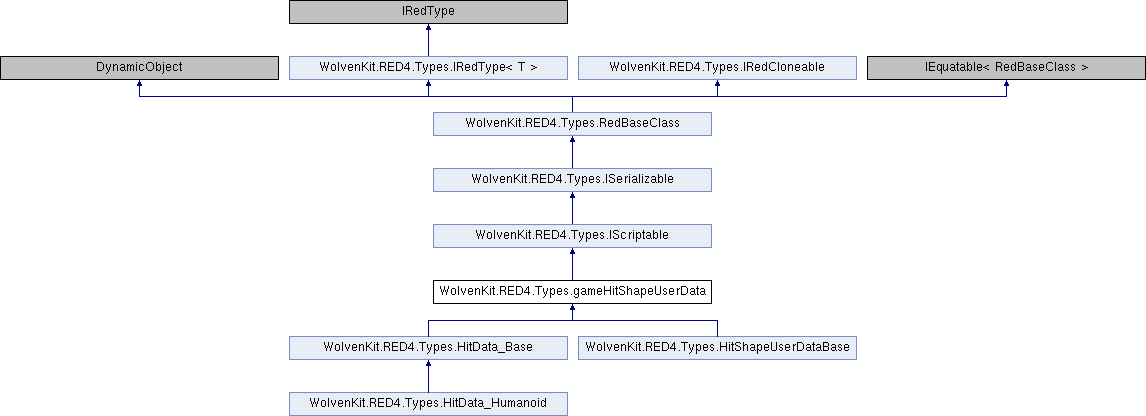 IRedType
DynamicObject
WolvenKit.RED4.Types.IRedType< T >
WolvenKit.RED4.Types.IRedCloneable
IEquatable< RedBaseClass >
WolvenKit.RED4.Types.RedBaseClass
WolvenKit.RED4.Types.ISerializable
WolvenKit.RED4.Types.IScriptable
WolvenKit.RED4.Types.gameHitShapeUserData
WolvenKit.RED4.Types.HitData_Base
WolvenKit.RED4.Types.HitShapeUserDataBase
WolvenKit.RED4.Types.HitData_Humanoid